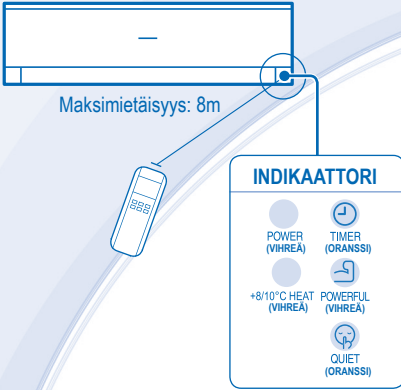 Maksimietäisyys: 8m
INDIKAATTORI
POWER
(VIHREÄ)
TIMER
(ORANSSI)
+8/10°C HEAT
(VIHREÄ)
POWERFUL
(VIHREÄ)
QUIET
(ORANSSI)